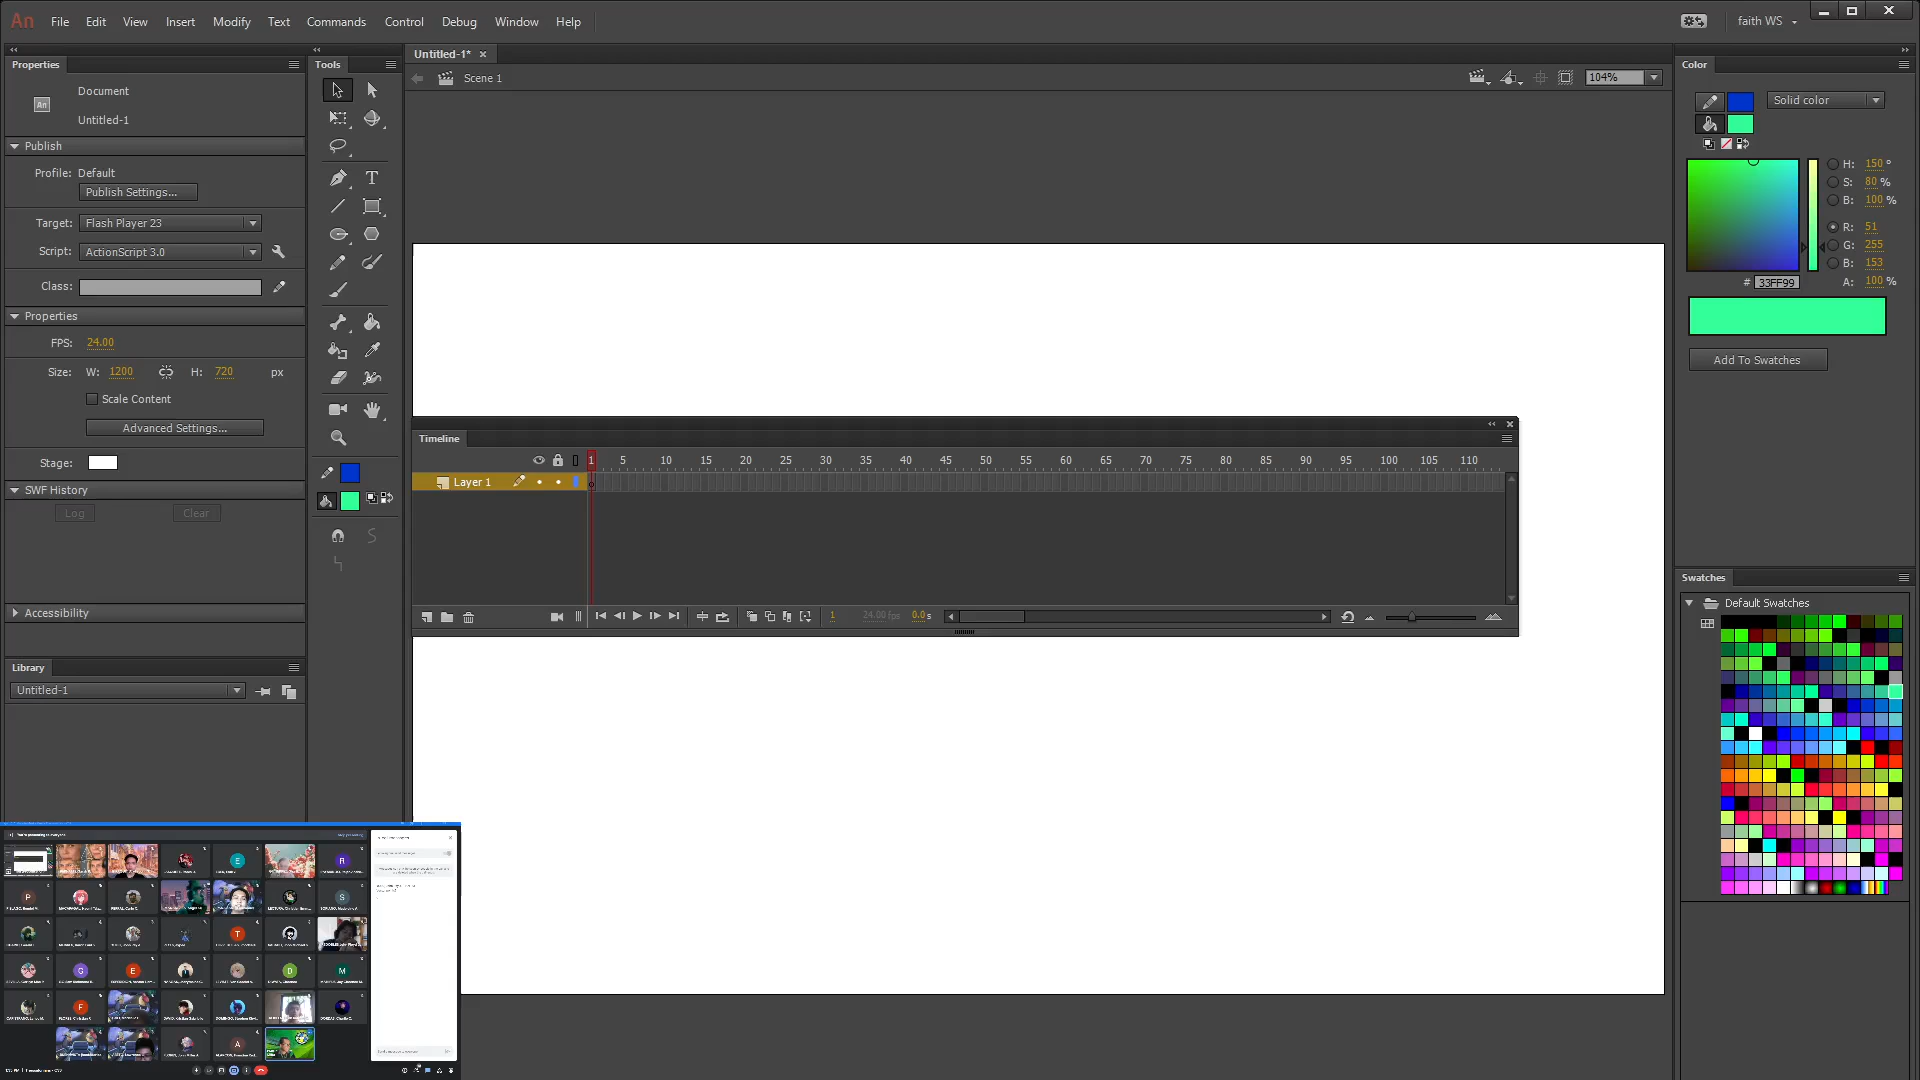 An File Edit View Insert Modify Text Commands Control Debug Window Help faith WS
Properties
Document
An
Untitled-1
Publish
Profile: Default
Publish Settings...
Target: Flash Player 23
Script: ActionScript 3.0
Class:
Properties
FPS: 24.00
Size: W: 1200 H: 720 px
Scale Content
Advanced Settings...
Stage:
SWF History
Log Clear
Accessibility
Library
Untitled-1
Tools
T
Untitled-1*
Scene 1
104%
Timeline
1 5 10 15 20 25 30 35 40 45 50 55 60 65 70 75 80 85 90 95 100 105 110
Layer 1
1 24.00 fps 0.0 s
Color
Solid color
H: 150 °
S: 80 %
B: 100 %
R: 51
G: 255
B: 153
# 33FF99
A: 100 %
Add To Swatches
Swatches
Default Swatches
E R
P S
T
G E D M
F
A